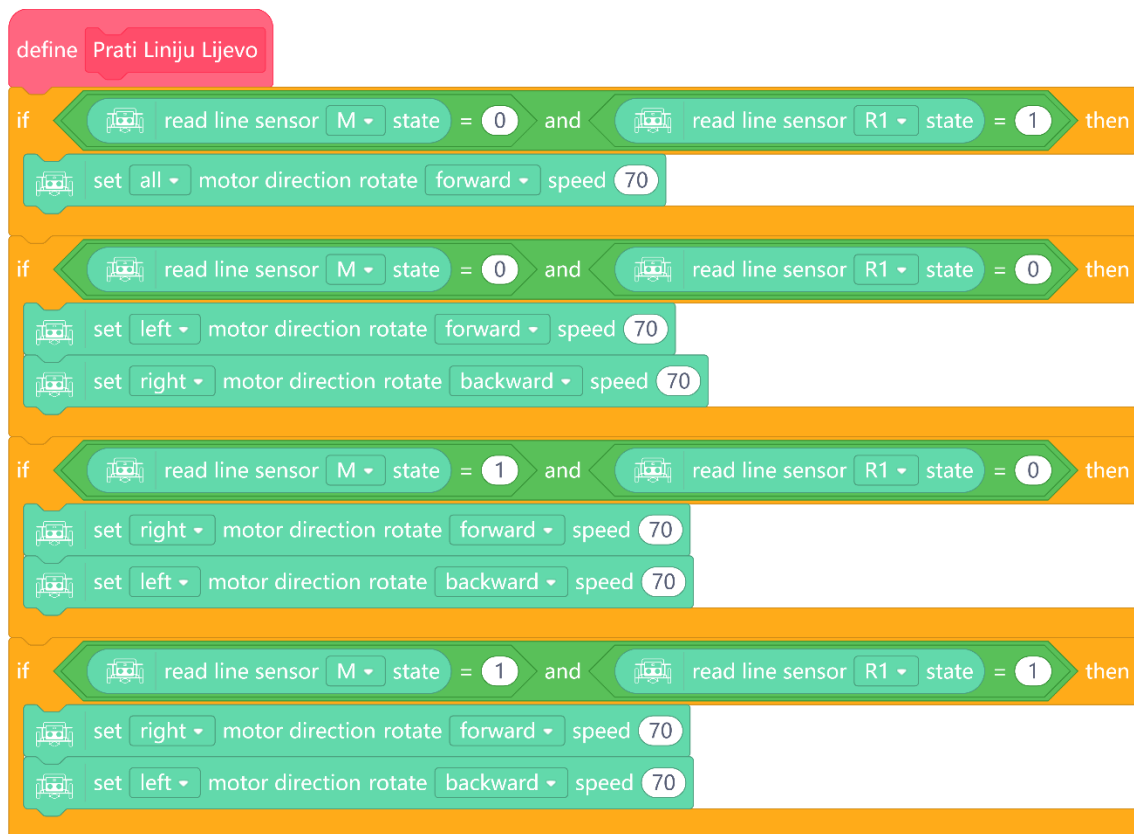 define Prati Liniju Lijevo
if read line sensor M state = 0 and read line sensor R1 state = 1 then
set all motor direction rotate forward speed 70
if read line sensor M state = 0 and read line sensor R1 state = 0 then
set left motor direction rotate forward speed 70
set right motor direction rotate backward speed 70
if read line sensor M state = 1 and read line sensor R1 state = 0 then
set right motor direction rotate forward speed 70
set left motor direction rotate backward speed 70
if read line sensor M state = 1 and read line sensor R1 state = 1 then
set right motor direction rotate forward speed 70
set left motor direction rotate backward speed 70